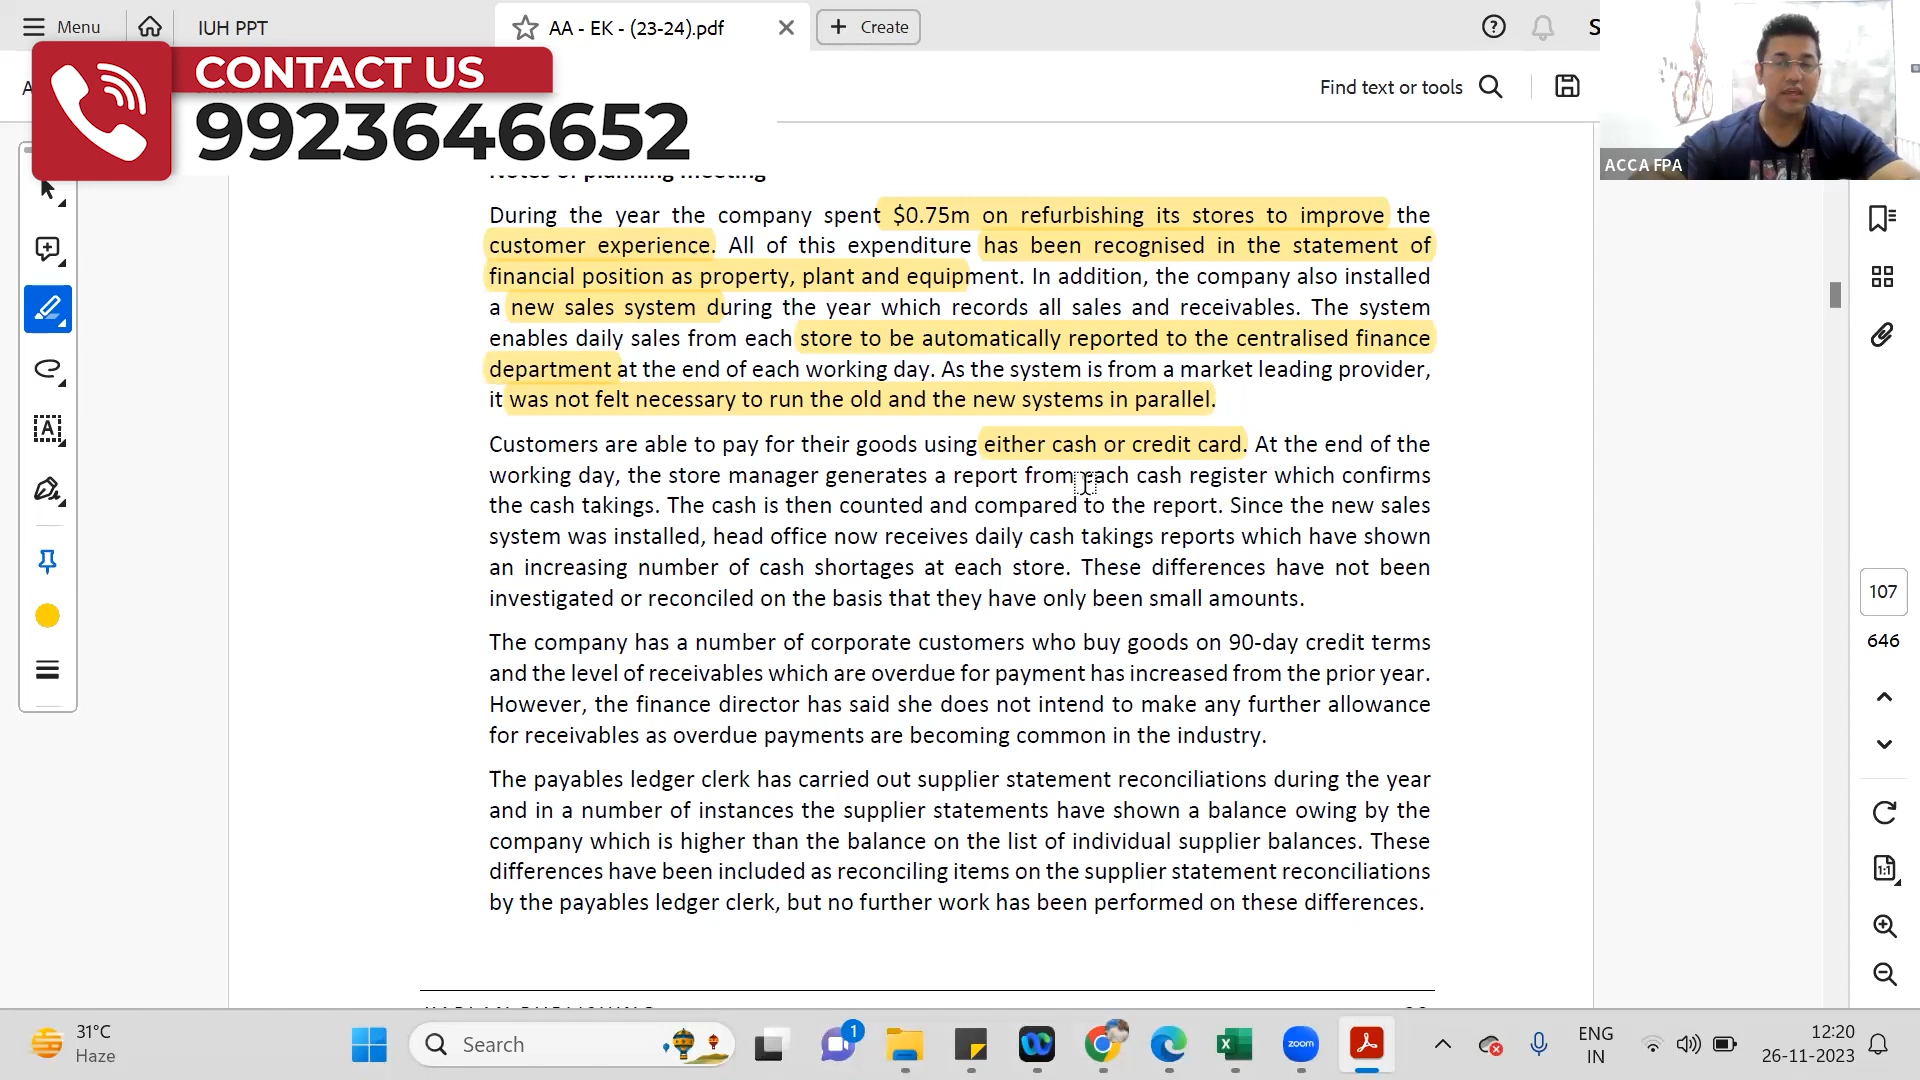 Menu
IUH PPT
AA - EK - (23-24).pdf
Create
CONTACT US
9923646652
Find text or tools
ACCA FPA
Notes of planning meeting
During the year the company spent $0.75m on refurbishing its stores to improve the
customer experience. All of this expenditure has been recognised in the statement of
financial position as property, plant and equipment. In addition, the company also installed
a new sales system during the year which records all sales and receivables. The system
enables daily sales from each store to be automatically reported to the centralised finance
department at the end of each working day. As the system is from a market leading provider,
it was not felt necessary to run the old and the new systems in parallel.
Customers are able to pay for their goods using either cash or credit card. At the end of the
working day, the store manager generates a report from each cash register which confirms
the cash takings. The cash is then counted and compared to the report. Since the new sales
system was installed, head office now receives daily cash takings reports which have shown
an increasing number of cash shortages at each store. These differences have not been
investigated or reconciled on the basis that they have only been small amounts.
The company has a number of corporate customers who buy goods on 90-day credit terms
and the level of receivables which are overdue for payment has increased from the prior year.
However, the finance director has said she does not intend to make any further allowance
for receivables as overdue payments are becoming common in the industry.
The payables ledger clerk has carried out supplier statement reconciliations during the year
and in a number of instances the supplier statements have shown a balance owing by the
company which is higher than the balance on the list of individual supplier balances. These
differences have been included as reconciling items on the supplier statement reconciliations
by the payables ledger clerk, but no further work has been performed on these differences.
107
646
1:1
31°C
Haze
Search
1
zoom
ENG
IN
12:20
26-11-2023